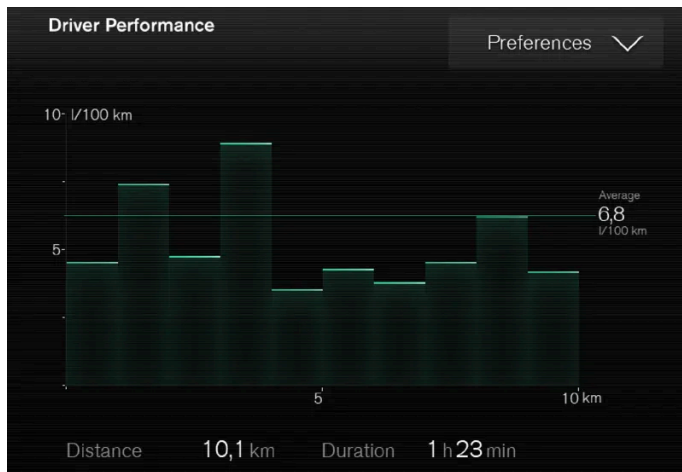 Driver Performance
Preferences
10- l/100 km
Average
6,8
l/100 km
5-
5
10 km
Distance 10,1 km Duration 1 h 23 min